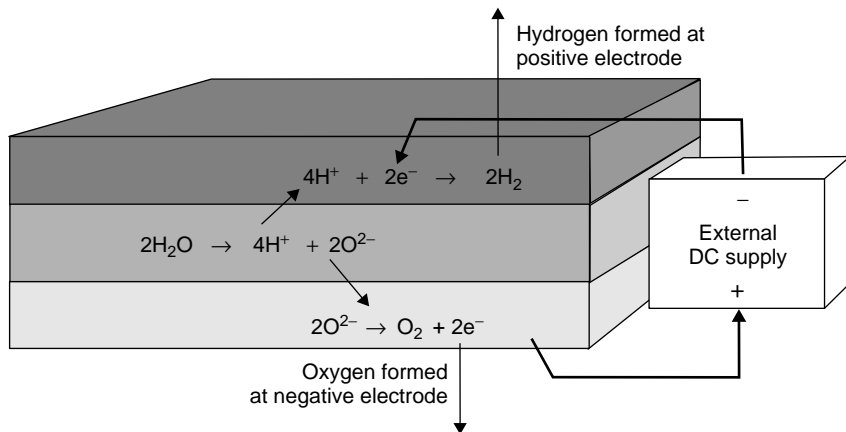 Hydrogen formed at
positive electrode
4H⁺ + 2e⁻ → 2H₂
2H₂O → 4H⁺ + 2O²⁻
−
External
DC supply
+
2O²⁻ → O₂ + 2e⁻
Oxygen formed
at negative electrode